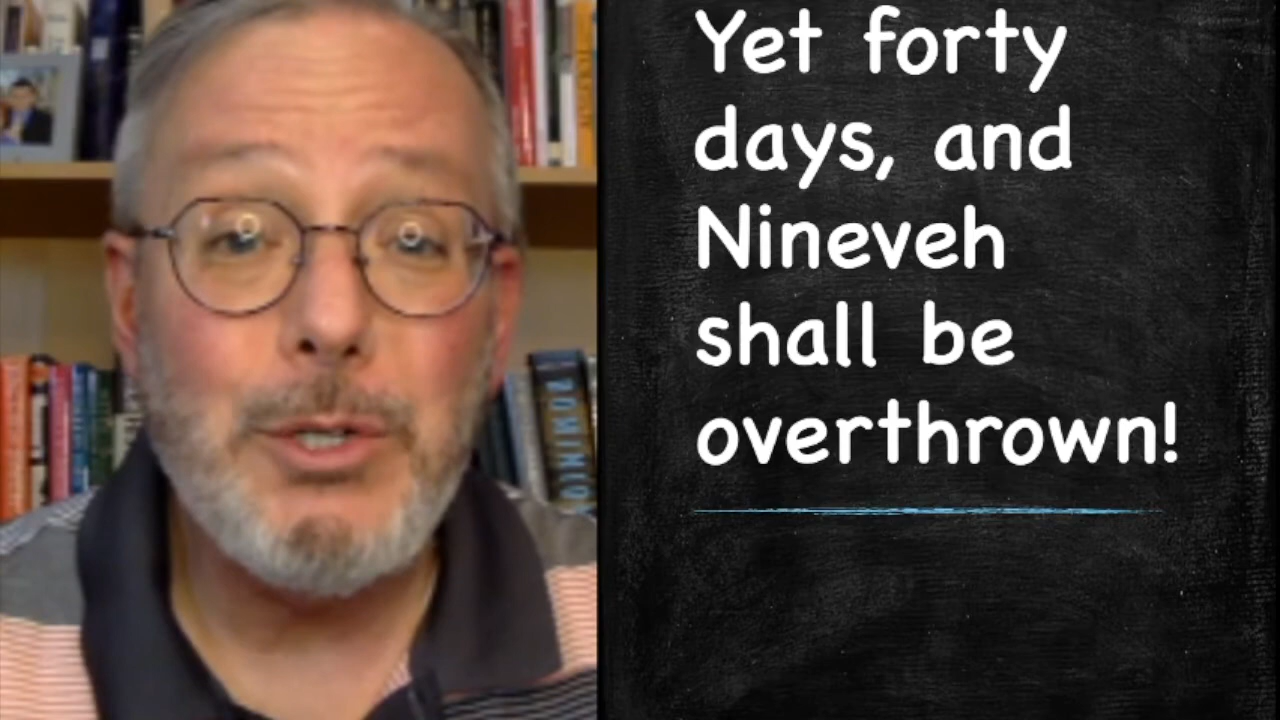 Yet forty
days, and
Nineveh
shall be
overthrown!